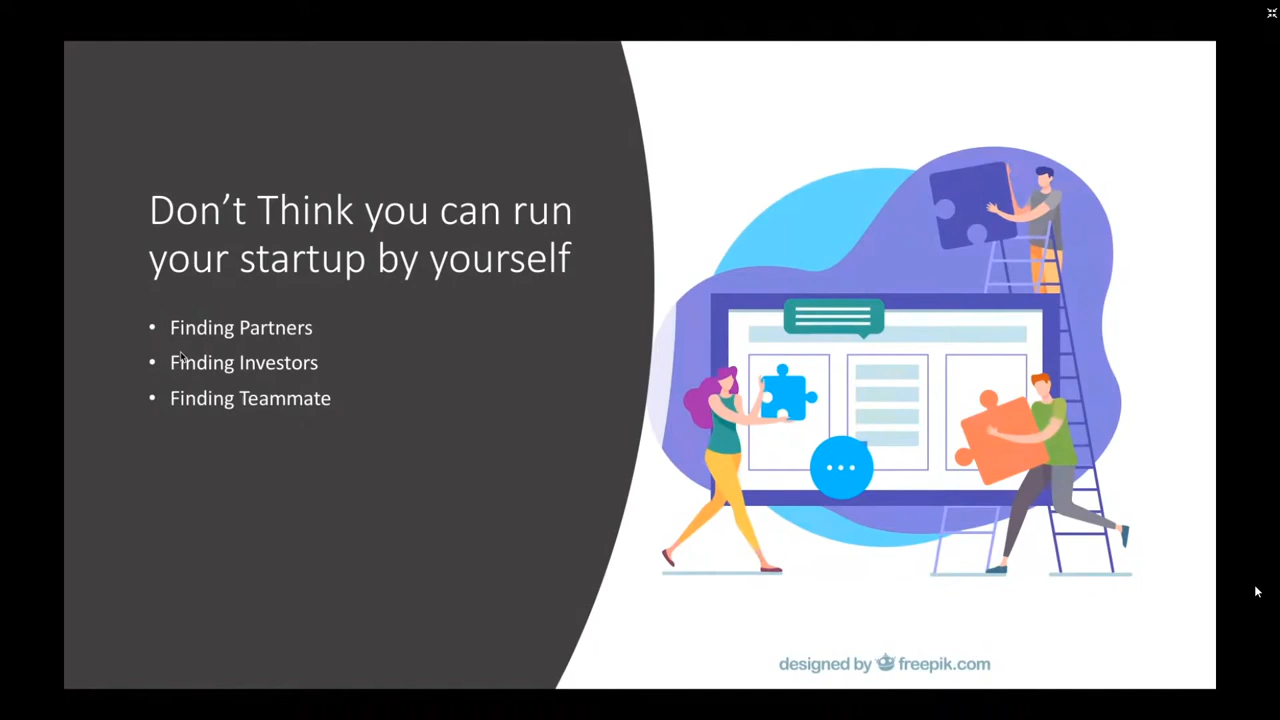 Don’t Think you can run
your startup by yourself
• Finding Partners
• Finding Investors
• Finding Teammate
designed by freepik.com